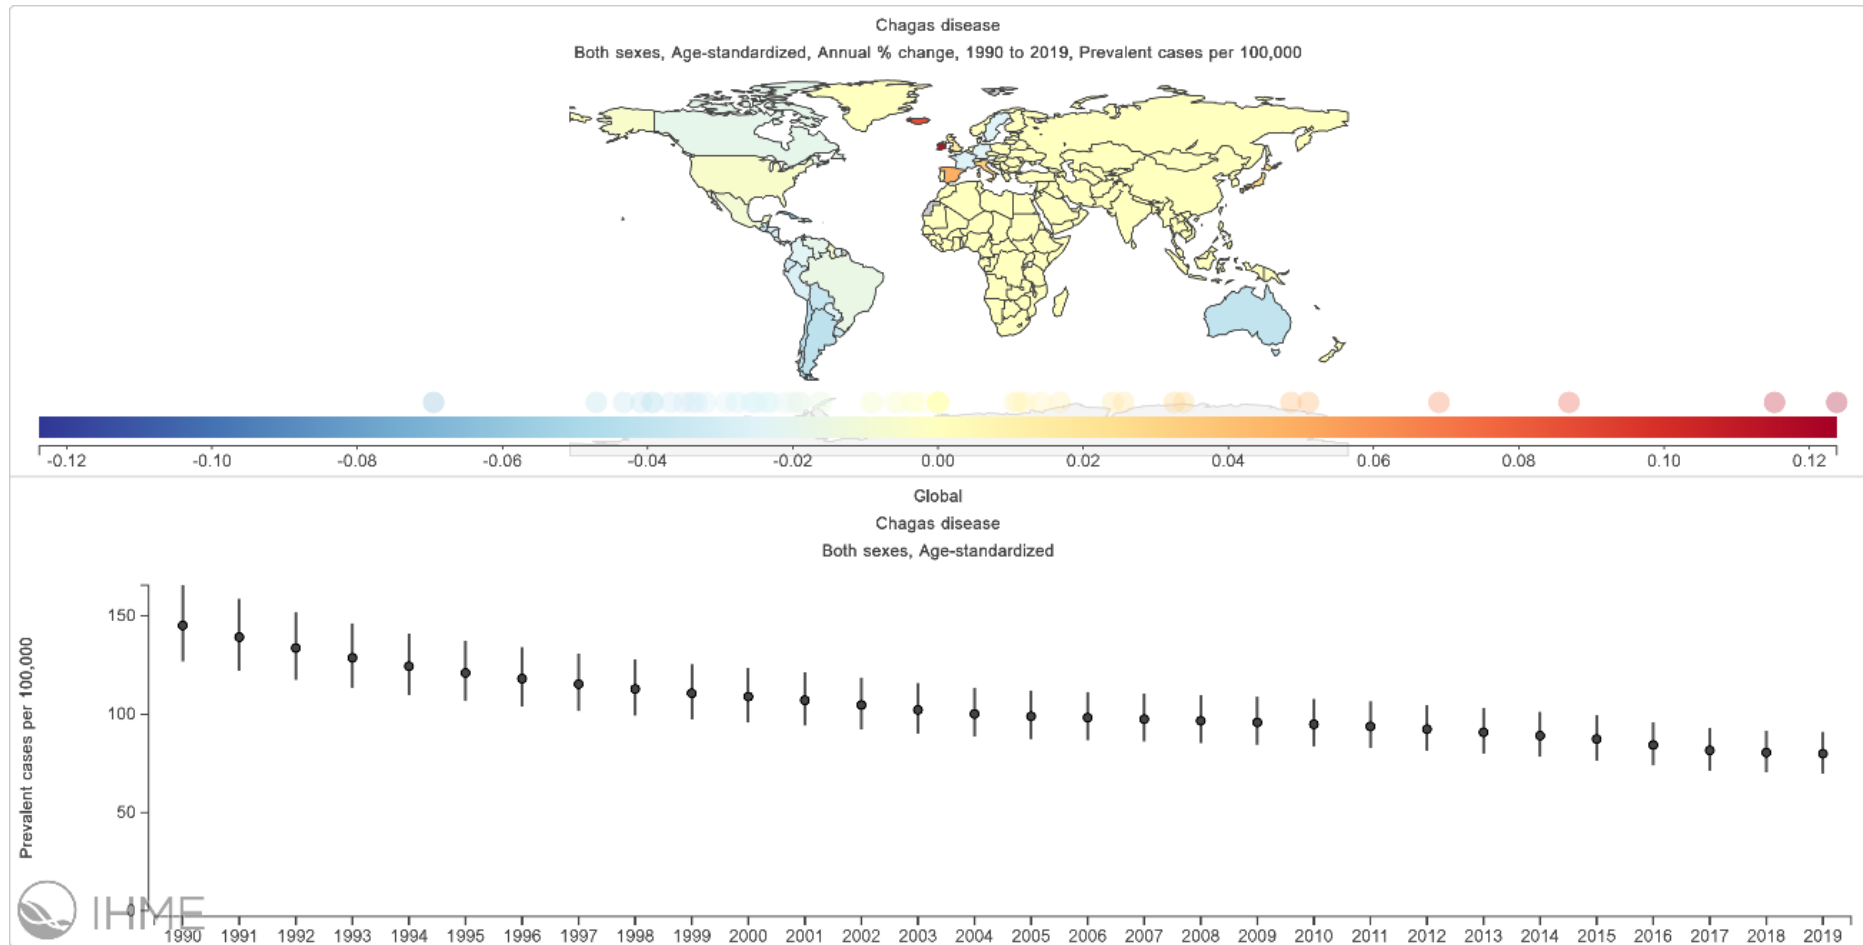 Chagas disease
Both sexes, Age-standardized, Annual % change, 1990 to 2019, Prevalent cases per 100,000
-0.12 -0.10 -0.08 -0.06 -0.04 -0.02 0.00 0.02 0.04 0.06 0.08 0.10 0.12
Global
Chagas disease
Both sexes, Age-standardized
Prevalent cases per 100,000
150
100
50
0
IHME
1990 1991 1992 1993 1994 1995 1996 1997 1998 1999 2000 2001 2002 2003 2004 2005 2006 2007 2008 2009 2010 2011 2012 2013 2014 2015 2016 2017 2018 2019